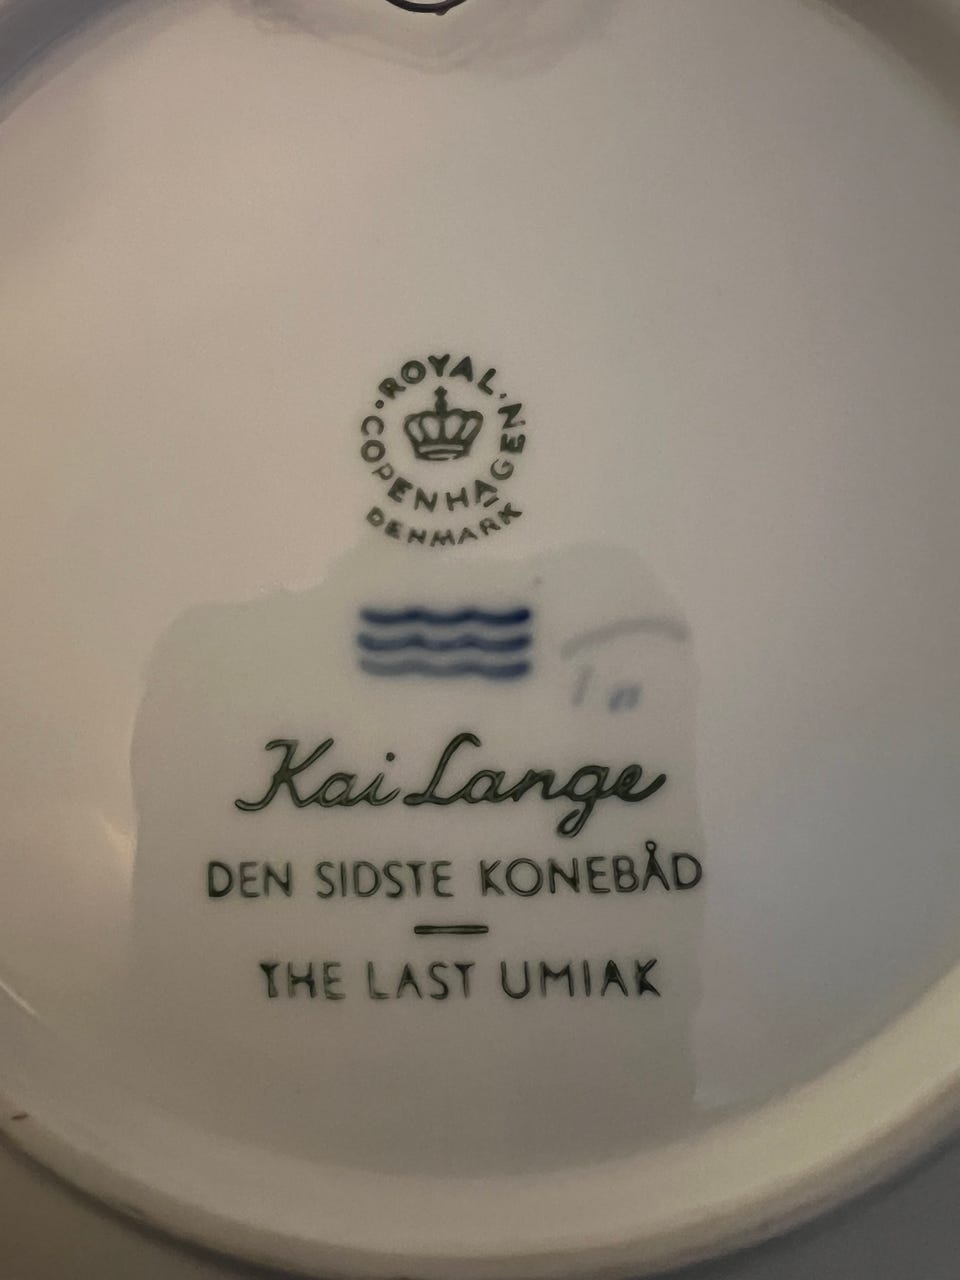 ROYAL
COPENHAGEN
DENMARK
Kai Lange
DEN SIDSTE KONEBÅD
THE LAST UMIAK